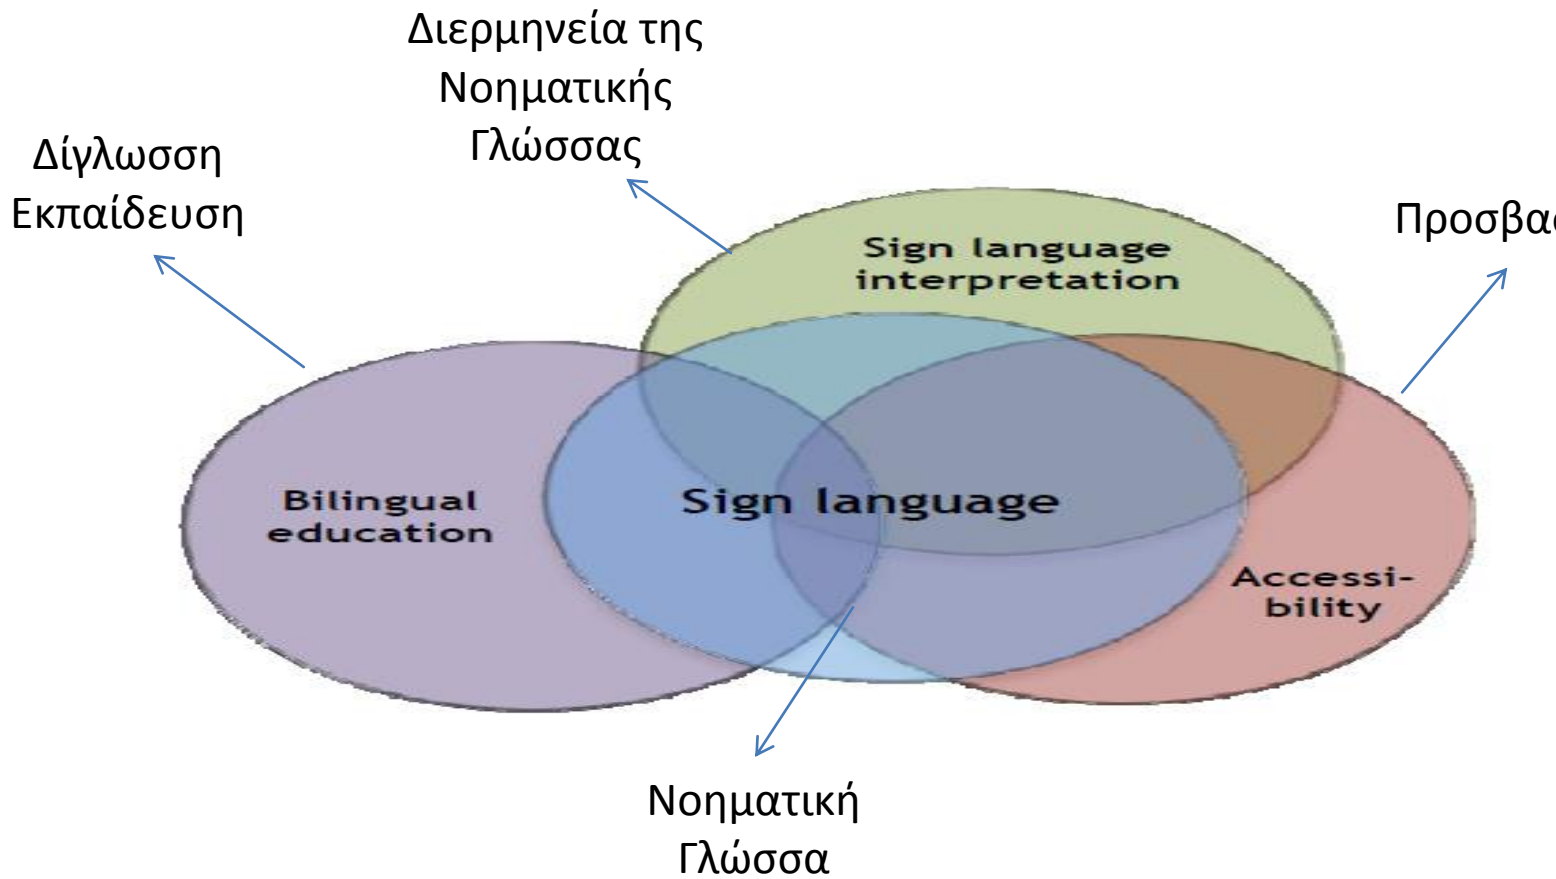 Διερμηνεία της
Νοηματικής
Γλώσσας
Δίγλωσση
Εκπαίδευση
Sign language
interpretation
Bilingual
education
Sign language
Accessi-
bility
Νοηματική
Γλώσσα